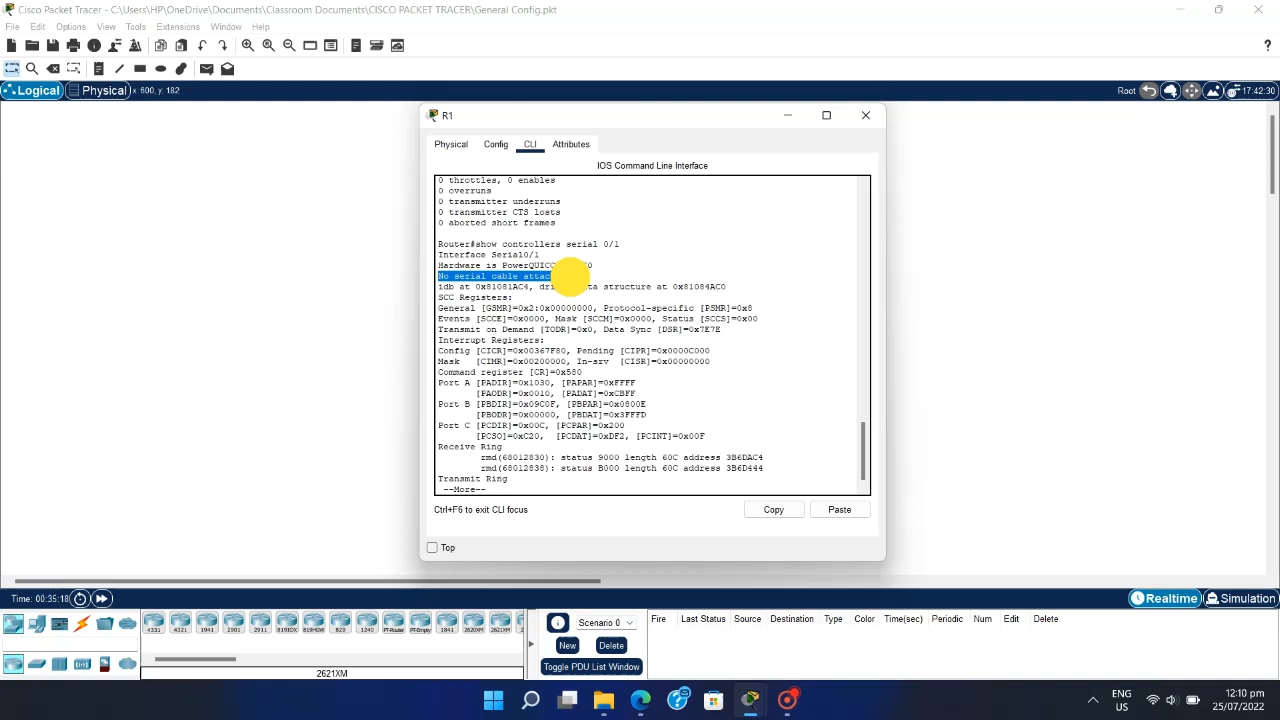 Cisco Packet Tracer - C:\Users\HP\OneDrive\Documents\Classroom Documents\CISCO PACKET TRACER\General Config.pkt
File Edit Options View Tools Extensions Window Help
?
Logical Physical x: 600, y: 182 Root 17:42:30
R1
Physical Config CLI Attributes
IOS Command Line Interface
0 throttles, 0 enables
0 overruns
0 transmitter underruns
0 transmitter CTS losts
0 aborted short frames
Router#show controllers serial 0/1
Interface Serial0/1
Hardware is
No serial cable
idb at 0x81081AC4, structure at 0x81084AC0
SCC Registers:
General [GSMR]=0x2:0x00000000, Protocol-specific [PSMR]=0x8
Events [SCCE]=0x0000, Mask [SCCM]=0x0000, Status [SCCS]=0x00
Transmit on Demand [TODR]=0x0, Data Sync [DSR]=0x7E7E
Interrupt Registers:
Config [CICR]=0x00367F80, Pending [CIPR]=0x0000C000
Mask [CIMR]=0x00200000, In-srv [CISR]=0x00000000
Command register [CR]=0x580
Port A [PADIR]=0x1030, [PAPAR]=0xFFFF
[PAODR]=0x0010, [PADAT]=0xCBFF
Port B [PBDIR]=0x09C0F, [PBPAR]=0x0800E
[PBODR]=0x00000, [PBDAT]=0x3FFFD
Port C [PCDIR]=0x00C, [PCPAR]=0x200
[PCSO]=0xC20, [PCDAT]=0xDF2, [PCINT]=0x00F
Receive Ring
rmd(68012830): status 9000 length 60C address 3B6DAC4
rmd(68012838): status B000 length 60C address 3B6D444
Transmit Ring
--More--
Ctrl+F6 to exit CLI focus Copy Paste
Top
Time: 00:35:18 Realtime Simulation
4331 4321 1941 2901 2911 819IOX 819HGW 829 1240 PT-Router PT-Empty 1841 2620XM 2621XM
2621XM
Scenario 0
New Delete
Toggle PDU List Window
Fire Last Status Source Destination Type Color Time(sec) Periodic Num Edit Delete
ENG
US
12:10 pm
25/07/2022